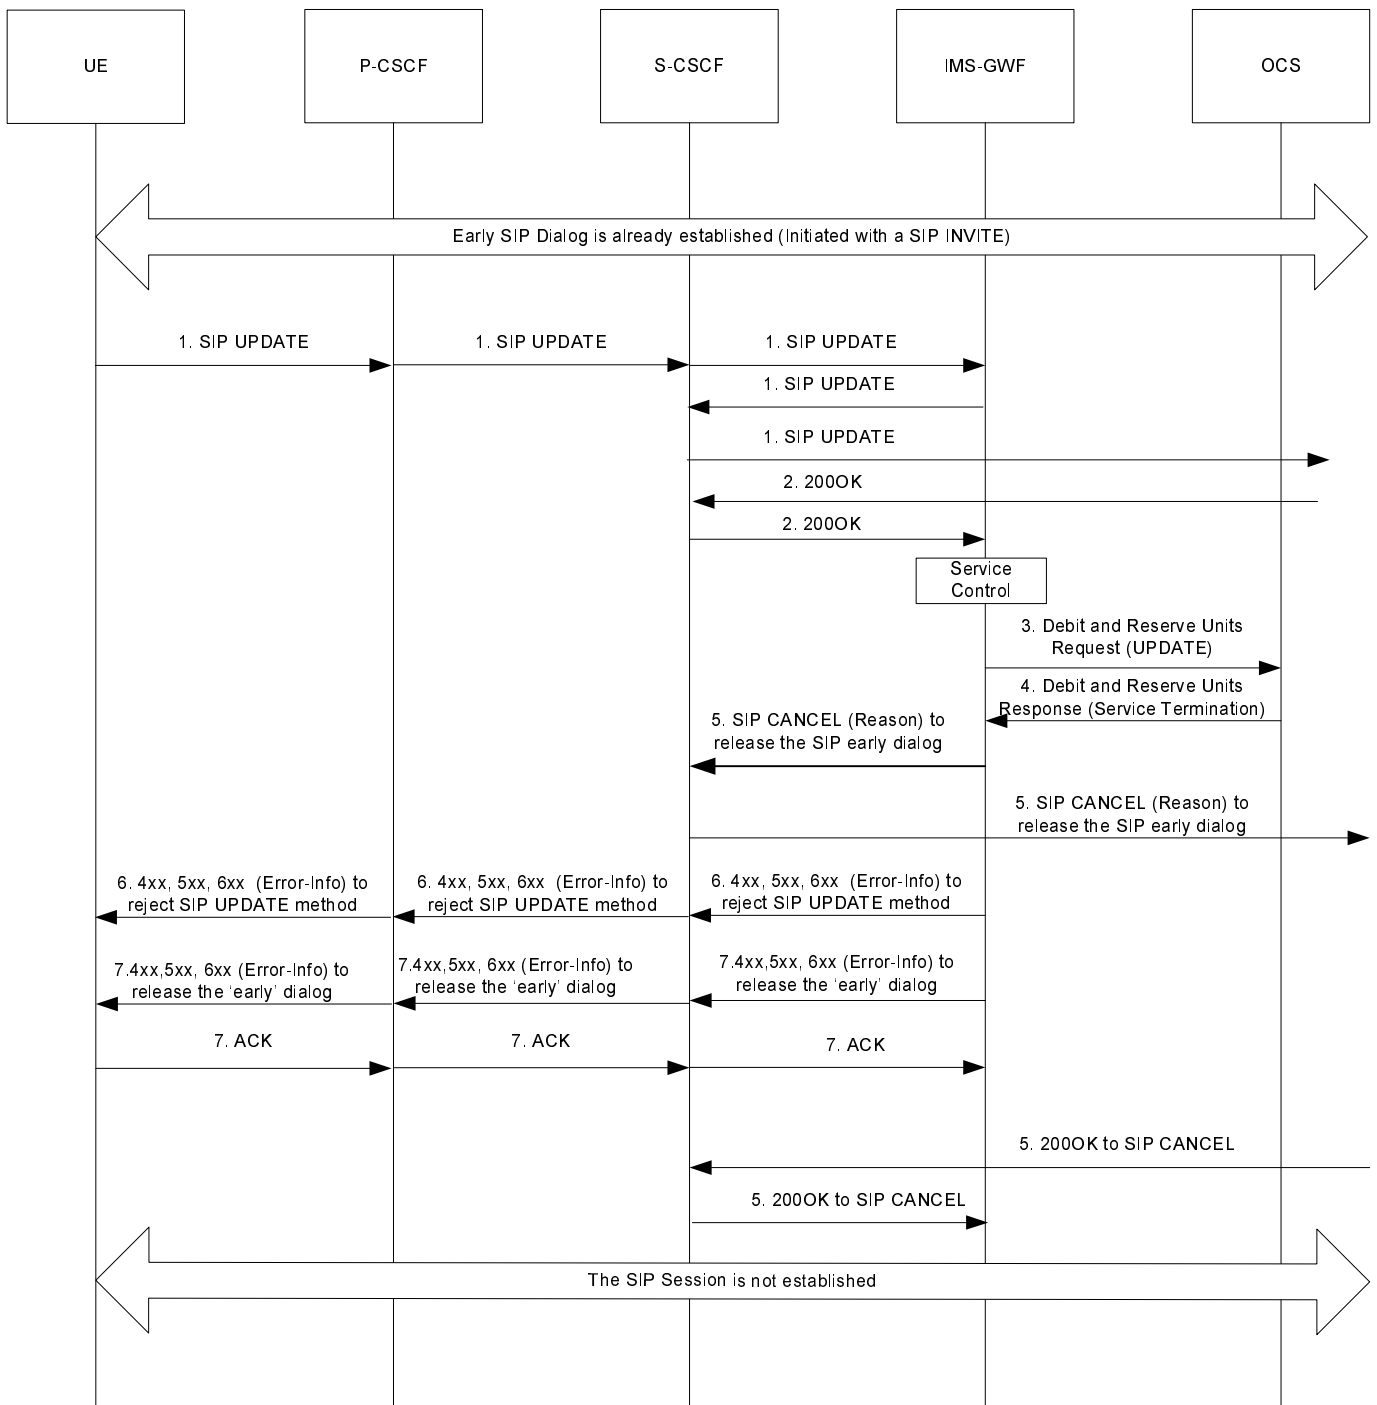 UE
P-CSCF
S-CSCF
IMS-GWF
OCS
Early SIP Dialog is already established (Initiated with a SIP INVITE)
1. SIP UPDATE
1. SIP UPDATE
1. SIP UPDATE
1. SIP UPDATE
1. SIP UPDATE
2. 200OK
2. 200OK
Service
Control
3. Debit and Reserve Units
Request (UPDATE)
4. Debit and Reserve Units
Response (Service Termination)
5. SIP CANCEL (Reason) to
release the SIP early dialog
5. SIP CANCEL (Reason) to
release the SIP early dialog
6. 4xx, 5xx, 6xx (Error-Info) to
reject SIP UPDATE method
6. 4xx, 5xx, 6xx (Error-Info) to
reject SIP UPDATE method
6. 4xx, 5xx, 6xx (Error-Info) to
reject SIP UPDATE method
7.4xx,5xx, 6xx (Error-Info) to
release the ‘early’ dialog
7.4xx,5xx, 6xx (Error-Info) to
release the ‘early’ dialog
7.4xx,5xx, 6xx (Error-Info) to
release the ‘early’ dialog
7. ACK
7. ACK
7. ACK
5. 200OK to SIP CANCEL
5. 200OK to SIP CANCEL
The SIP Session is not established